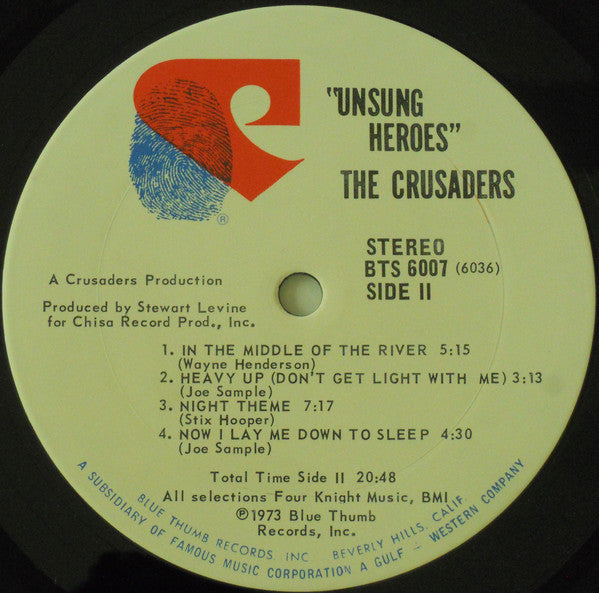 "UNSUNG
HEROES"
THE CRUSADERS
®
STEREO
BTS 6007 (6036)
SIDE II
A Crusaders Production
Produced by Stewart Levine
for Chisa Record Prod., Inc.
1. IN THE MIDDLE OF THE RIVER 5:15
(Wayne Henderson)
2. HEAVY UP (DON'T GET LIGHT WITH ME) 3:13
(Joe Sample)
3. NIGHT THEME 7:17
(Stix Hooper)
4. NOW I LAY ME DOWN TO SLEEP 4:30
(Joe Sample)
Total Time Side II 20:48
All selections Four Knight Music, BMI
℗1973 Blue Thumb
Records, Inc.
BLUE THUMB RECORDS, INC. BEVERLY HILLS, CALIF.
A SUBSIDIARY OF FAMOUS MUSIC CORPORATION A GULF - WESTERN COMPANY